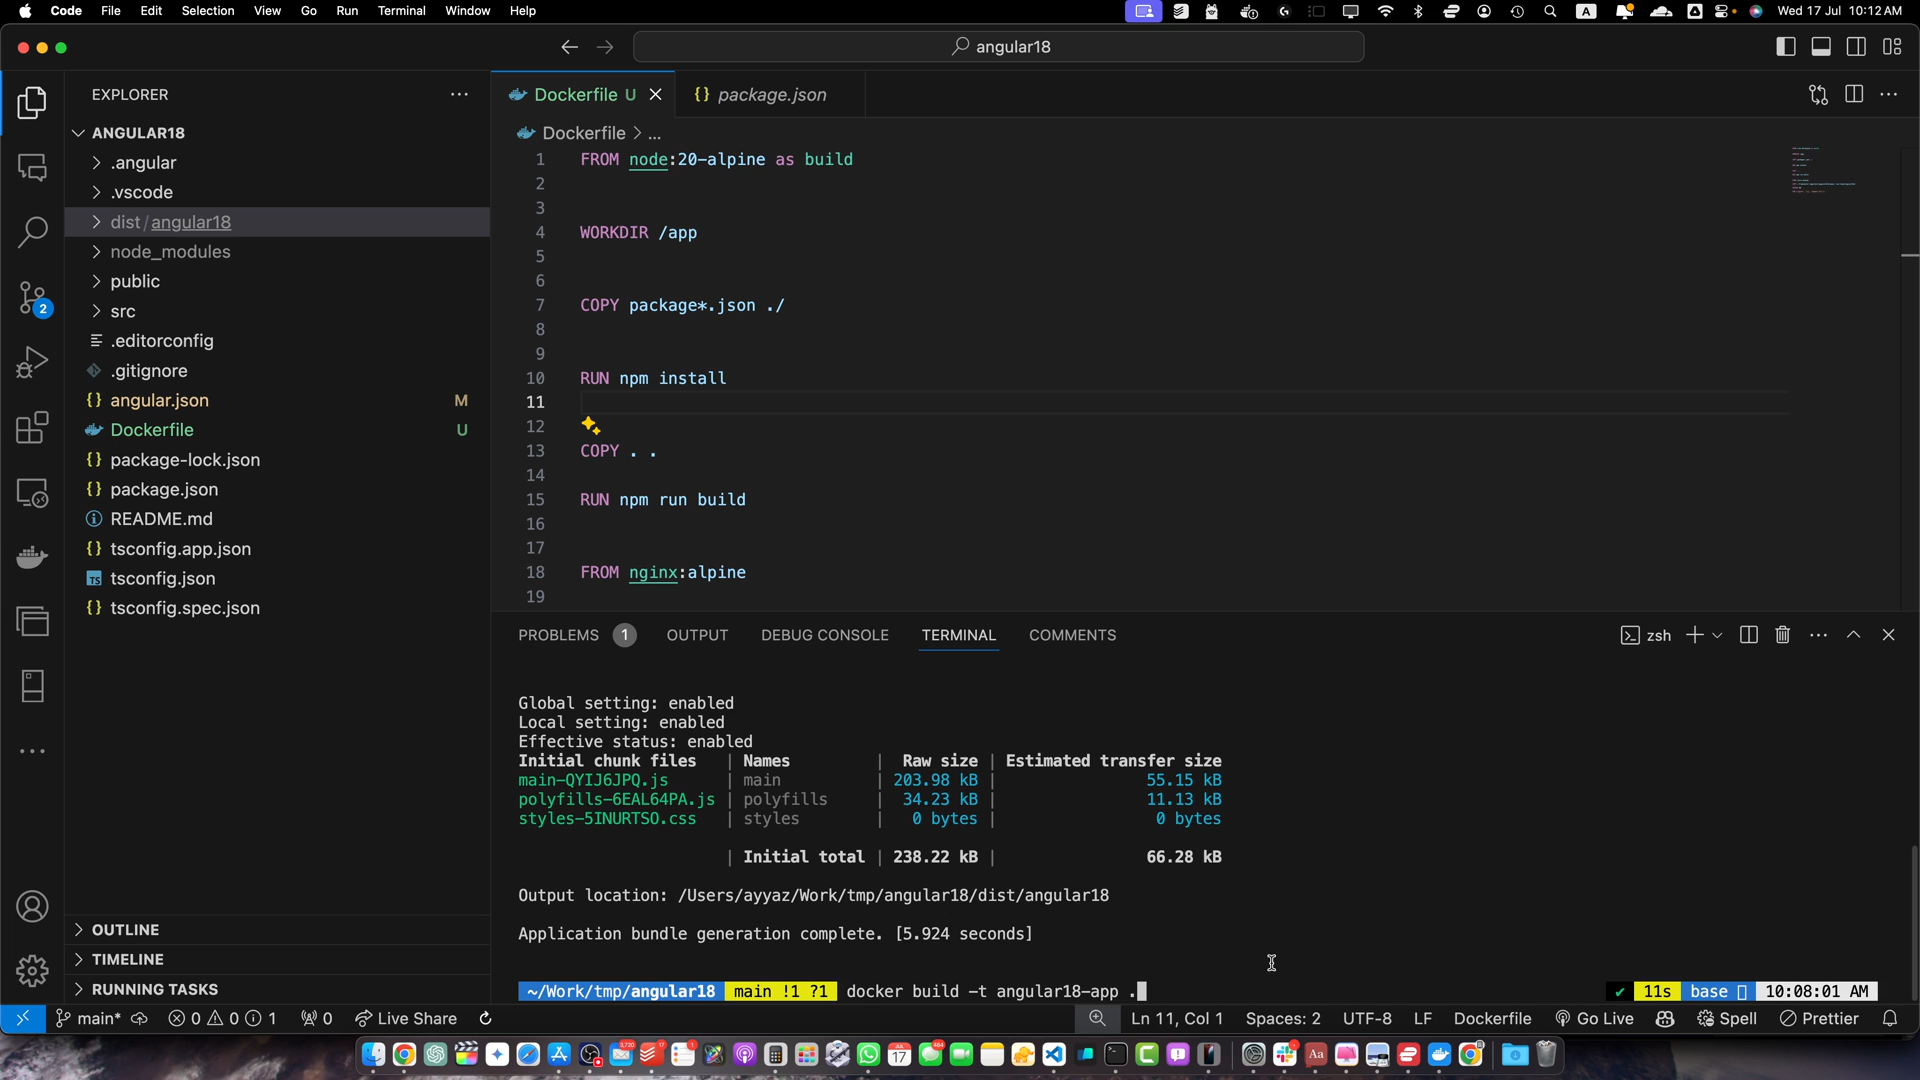 Code File Edit Selection View Go Run Terminal Window Help
A
Wed 17 Jul 10:12 AM
angular18
EXPLORER
ANGULAR18
.angular
.vscode
dist/angular18
node_modules
public
src
.editorconfig
.gitignore
angular.json M
Dockerfile U
package-lock.json
package.json
README.md
tsconfig.app.json
TS tsconfig.json
tsconfig.spec.json
OUTLINE
TIMELINE
RUNNING TASKS
2
Dockerfile U
package.json
Dockerfile > ...
1 FROM node:20-alpine as build
2
3
4 WORKDIR /app
5
6
7 COPY package*.json ./
8
9
10 RUN npm install
11
12
13 COPY . .
14
15 RUN npm run build
16
17
18 FROM nginx:alpine
19
PROBLEMS 1 OUTPUT DEBUG CONSOLE TERMINAL COMMENTS
zsh
Global setting: enabled
Local setting: enabled
Effective status: enabled
Initial chunk files | Names | Raw size | Estimated transfer size
main-QYIJ6JPQ.js | main | 203.98 kB | 55.15 kB
polyfills-6EAL64PA.js | polyfills | 34.23 kB | 11.13 kB
styles-5INURTSO.css | styles | 0 bytes | 0 bytes
| Initial total | 238.22 kB | 66.28 kB
Output location: /Users/ayyaz/Work/tmp/angular18/dist/angular18
Application bundle generation complete. [5.924 seconds]
~/Work/tmp/angular18 main !1 ?1 docker build -t angular18-app .
✔ 11s base 10:08:01 AM
main* 0 0 1 0 Live Share
Ln 11, Col 1 Spaces: 2 UTF-8 LF Dockerfile Go Live Spell Prettier
3,720
17
1
JUL
17
464
Aa